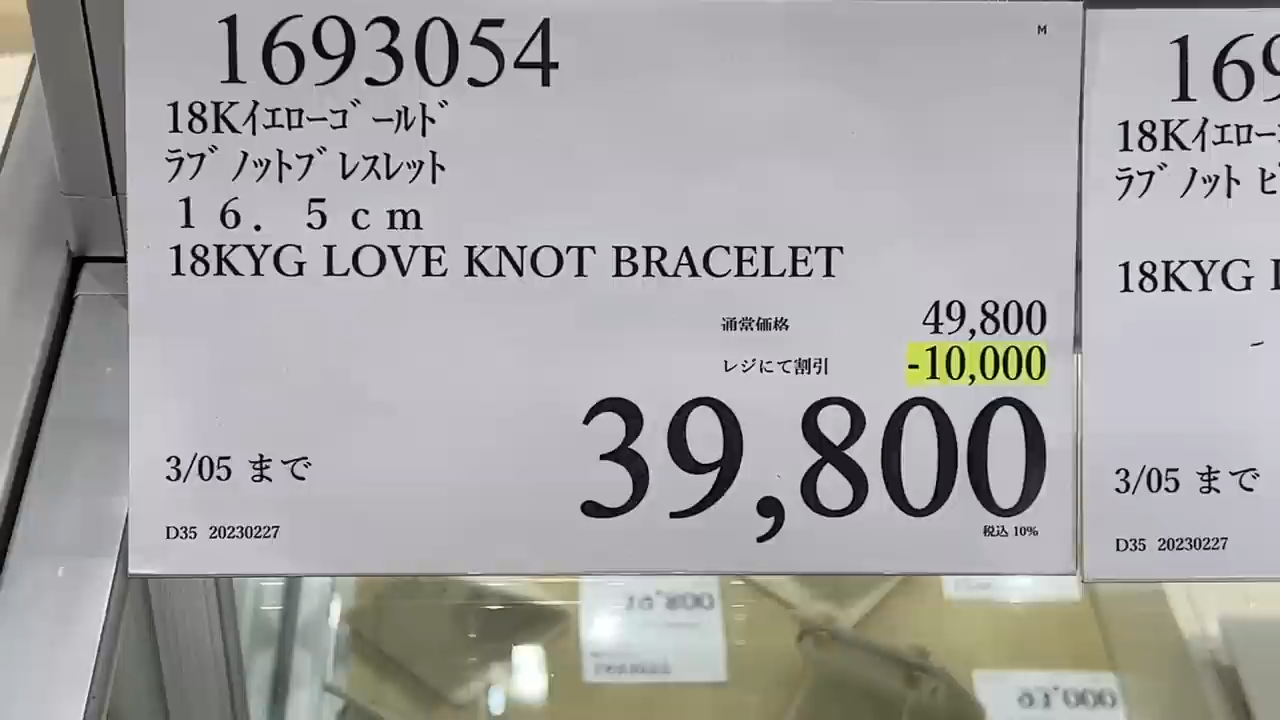 1693054
M
18Kイエローゴールド
ラブノットブレスレット
１６．５ｃｍ
18KYG LOVE KNOT BRACELET
通常価格 49,800
レジにて割引 -10,000
39,800
3/05 まで
税込 10%
D35 20230227
169
18Kイエロー
ラブノット
18KYG
3/05 まで
D35 20230227